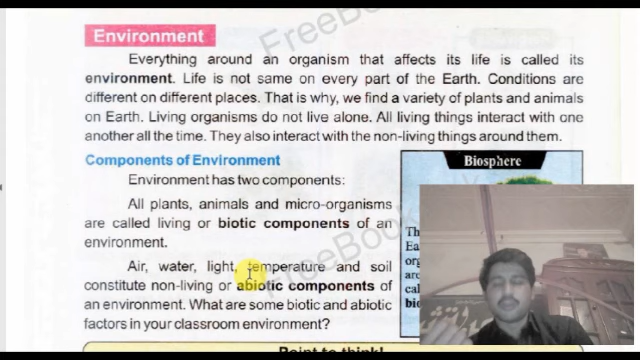 Environment
Everything around an organism that affects its life is called its
environment. Life is not same on every part of the Earth. Conditions are
different on different places. That is why, we find a variety of plants and animals
on Earth. Living organisms do not live alone. All living things interact with one
another all the time. They also interact with the non-living things around them.
Components of Environment
Environment has two components:
All plants, animals and micro-organisms
are called living or biotic components of an
environment.
Air, water, light, temperature and soil
constitute non-living or abiotic components of
an environment. What are some biotic and abiotic
factors in your classroom environment?
Biosphere
Point to think!